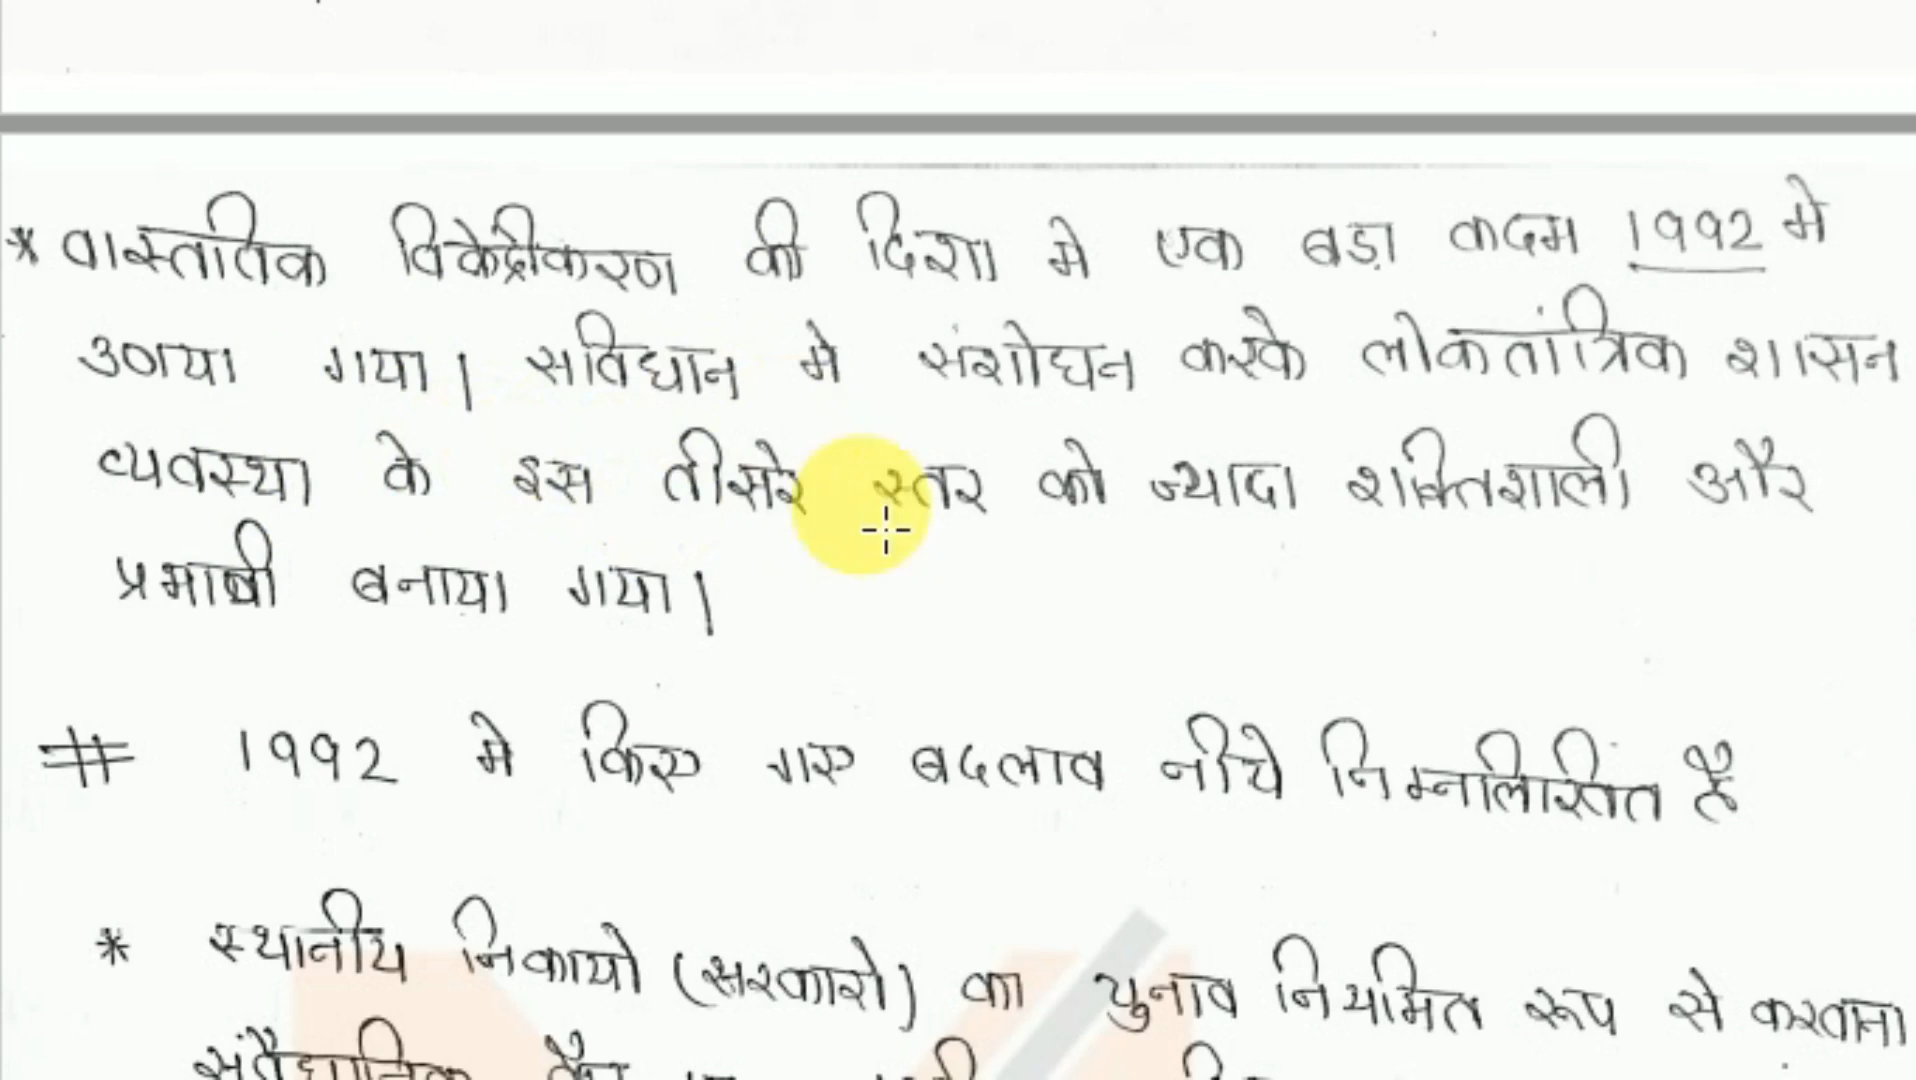 * वास्तविक विकेद्रीकरण की दिशा मे एक बड़ा कदम 1992 मे
उठाया गया। सविधान मे संशोधन करके लोकतांत्रिक शासन
व्यवस्था के इस तीसरे स्तर को ज्यादा शक्तिशाली और
प्रभावी बनाया गया।
# 1992 मे किए गए बदलाव नीचे निम्नलिखित है
* स्थानीय निकायो (सरकारो) का चुनाव नियमित रूप से करवाना